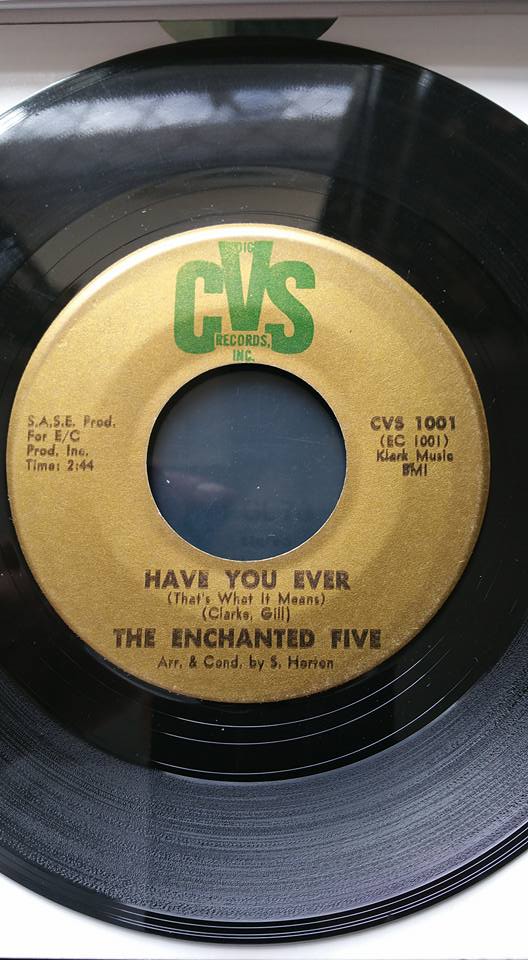 CVS
RECORDS,
INC.
S.A.S.E. Prod.
For E/C
Prod. Inc.
Time: 2:44
CVS 1001
(EC 1001)
Klark Music
BMI
HAVE YOU EVER
(That's What It Means)
(Clarke, Gill)
THE ENCHANTED FIVE
Arr. & Cond. by S. Herren